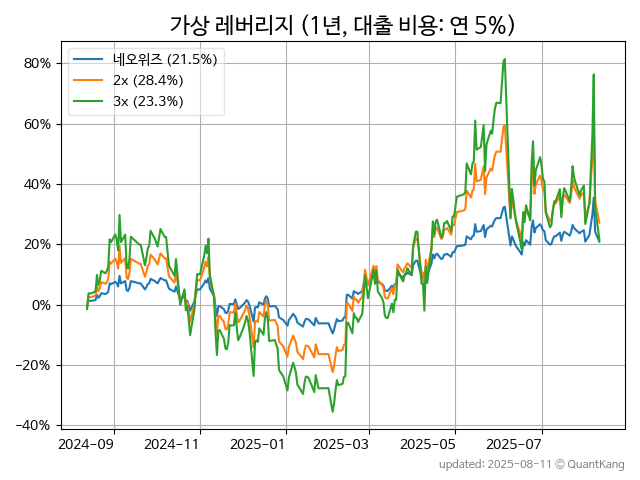 가상 레버리지 (1년, 대출 비용: 연 5%)
네오위즈 (21.5%)
2x (28.4%)
3x (23.3%)
80%
60%
40%
20%
0%
−20%
−40%
2024-09
2024-11
2025-01
2025-03
2025-05
2025-07
updated: 2025-08-11 © QuantKang